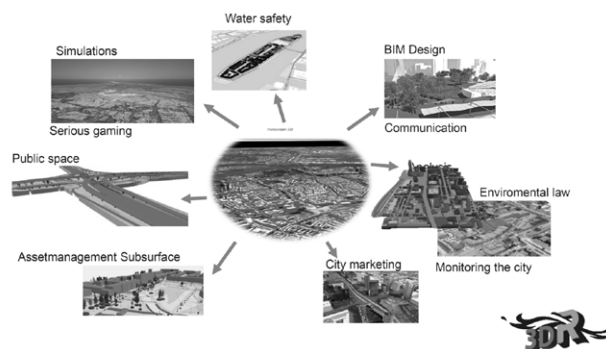 Water safety
Simulations
BIM Design
Serious gaming
Communication
Public space
Enviromental law
Assetmanagement Subsurface
City marketing
Monitoring the city
3DR